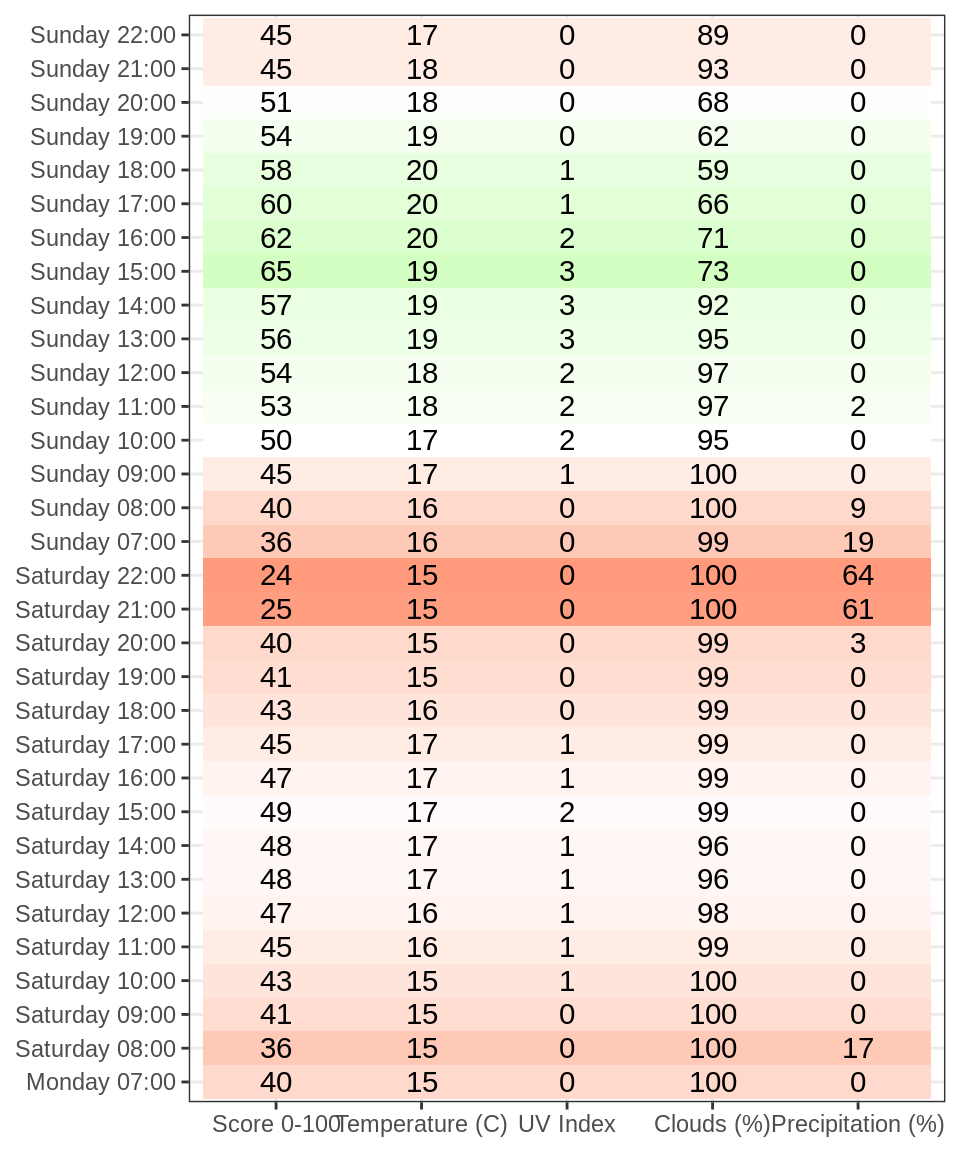 Sunday 22:00 45 17 0 89 0
Sunday 21:00 45 18 0 93 0
Sunday 20:00 51 18 0 68 0
Sunday 19:00 54 19 0 62 0
Sunday 18:00 58 20 1 59 0
Sunday 17:00 60 20 1 66 0
Sunday 16:00 62 20 2 71 0
Sunday 15:00 65 19 3 73 0
Sunday 14:00 57 19 3 92 0
Sunday 13:00 56 19 3 95 0
Sunday 12:00 54 18 2 97 0
Sunday 11:00 53 18 2 97 2
Sunday 10:00 50 17 2 95 0
Sunday 09:00 45 17 1 100 0
Sunday 08:00 40 16 0 100 9
Sunday 07:00 36 16 0 99 19
Saturday 22:00 24 15 0 100 64
Saturday 21:00 25 15 0 100 61
Saturday 20:00 40 15 0 99 3
Saturday 19:00 41 15 0 99 0
Saturday 18:00 43 16 0 99 0
Saturday 17:00 45 17 1 99 0
Saturday 16:00 47 17 1 99 0
Saturday 15:00 49 17 2 99 0
Saturday 14:00 48 17 1 96 0
Saturday 13:00 48 17 1 96 0
Saturday 12:00 47 16 1 98 0
Saturday 11:00 45 16 1 99 0
Saturday 10:00 43 15 1 100 0
Saturday 09:00 41 15 0 100 0
Saturday 08:00 36 15 0 100 17
Monday 07:00 40 15 0 100 0
Score 0-100 Temperature (C) UV Index Clouds (%) Precipitation (%)